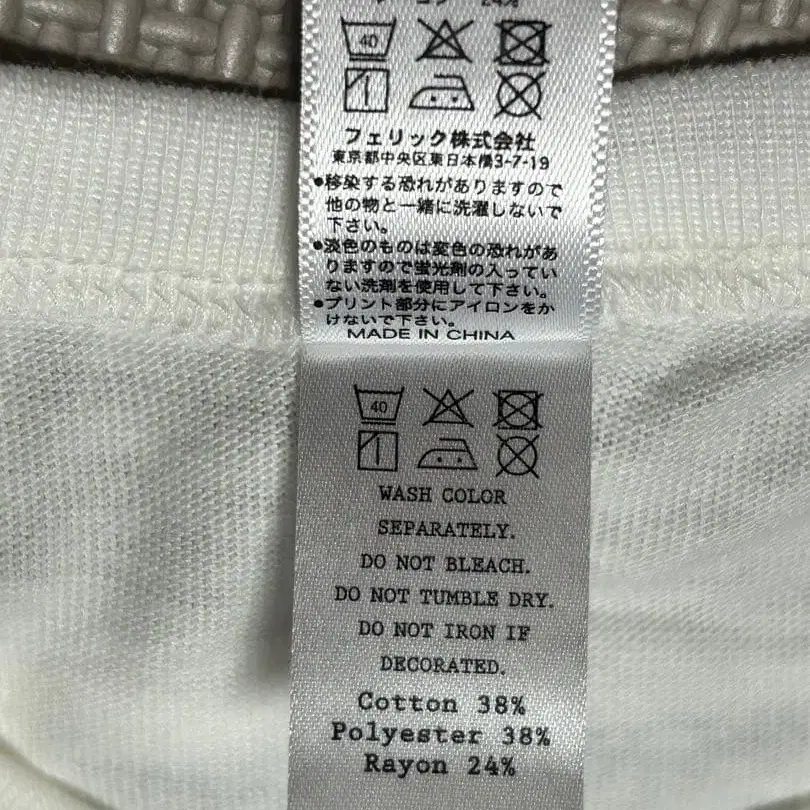 24%
40
フェリック株式会社
東京都中央区東日本橋3-7-19
●移染する恐れがありますので
他の物と一緒に洗濯しないで
下さい。
●淡色のものは変色の恐れがあ
りますので蛍光剤の入ってい
ない洗剤を使用して下さい。
●プリント部分にアイロンをか
けないで下さい。
MADE IN CHINA
40
WASH COLOR
SEPARATELY.
DO NOT BLEACH.
DO NOT TUMBLE DRY.
DO NOT IRON IF
DECORATED.
Cotton 38%
Polyester 38%
Rayon 24%